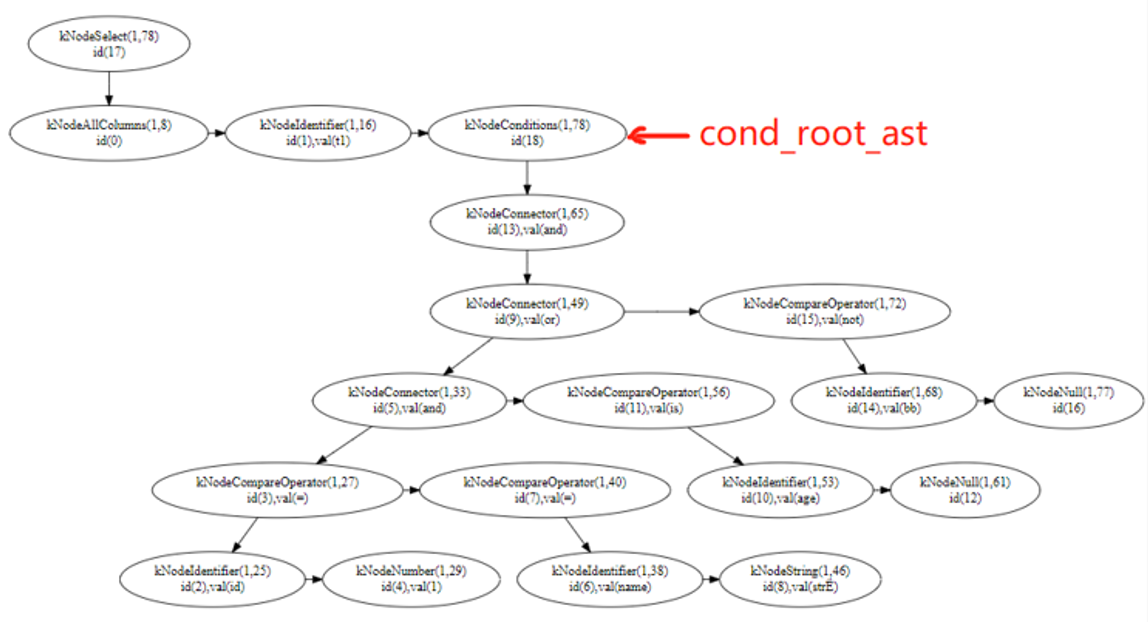 kNodeSelect(1,78)
id(17)
kNodeAllColumns(1,8)
id(0)
kNodeIdentifier(1,16)
id(1),val(t1)
kNodeConditions(1,78)
id(18)
cond_root_ast
kNodeConnector(1,65)
id(13),val(and)
kNodeConnector(1,49)
id(9),val(or)
kNodeCompareOperator(1,72)
id(15),val(not)
kNodeConnector(1,33)
id(5),val(and)
kNodeCompareOperator(1,56)
id(11),val(is)
kNodeIdentifier(1,68)
id(14),val(bb)
kNodeNull(1,77)
id(16)
kNodeCompareOperator(1,27)
id(3),val(=)
kNodeCompareOperator(1,40)
id(7),val(=)
kNodeIdentifier(1,53)
id(10),val(age)
kNodeNull(1,61)
id(12)
kNodeIdentifier(1,25)
id(2),val(id)
kNodeNumber(1,29)
id(4),val(1)
kNodeIdentifier(1,38)
id(6),val(name)
kNodeString(1,46)
id(8),val(strË)